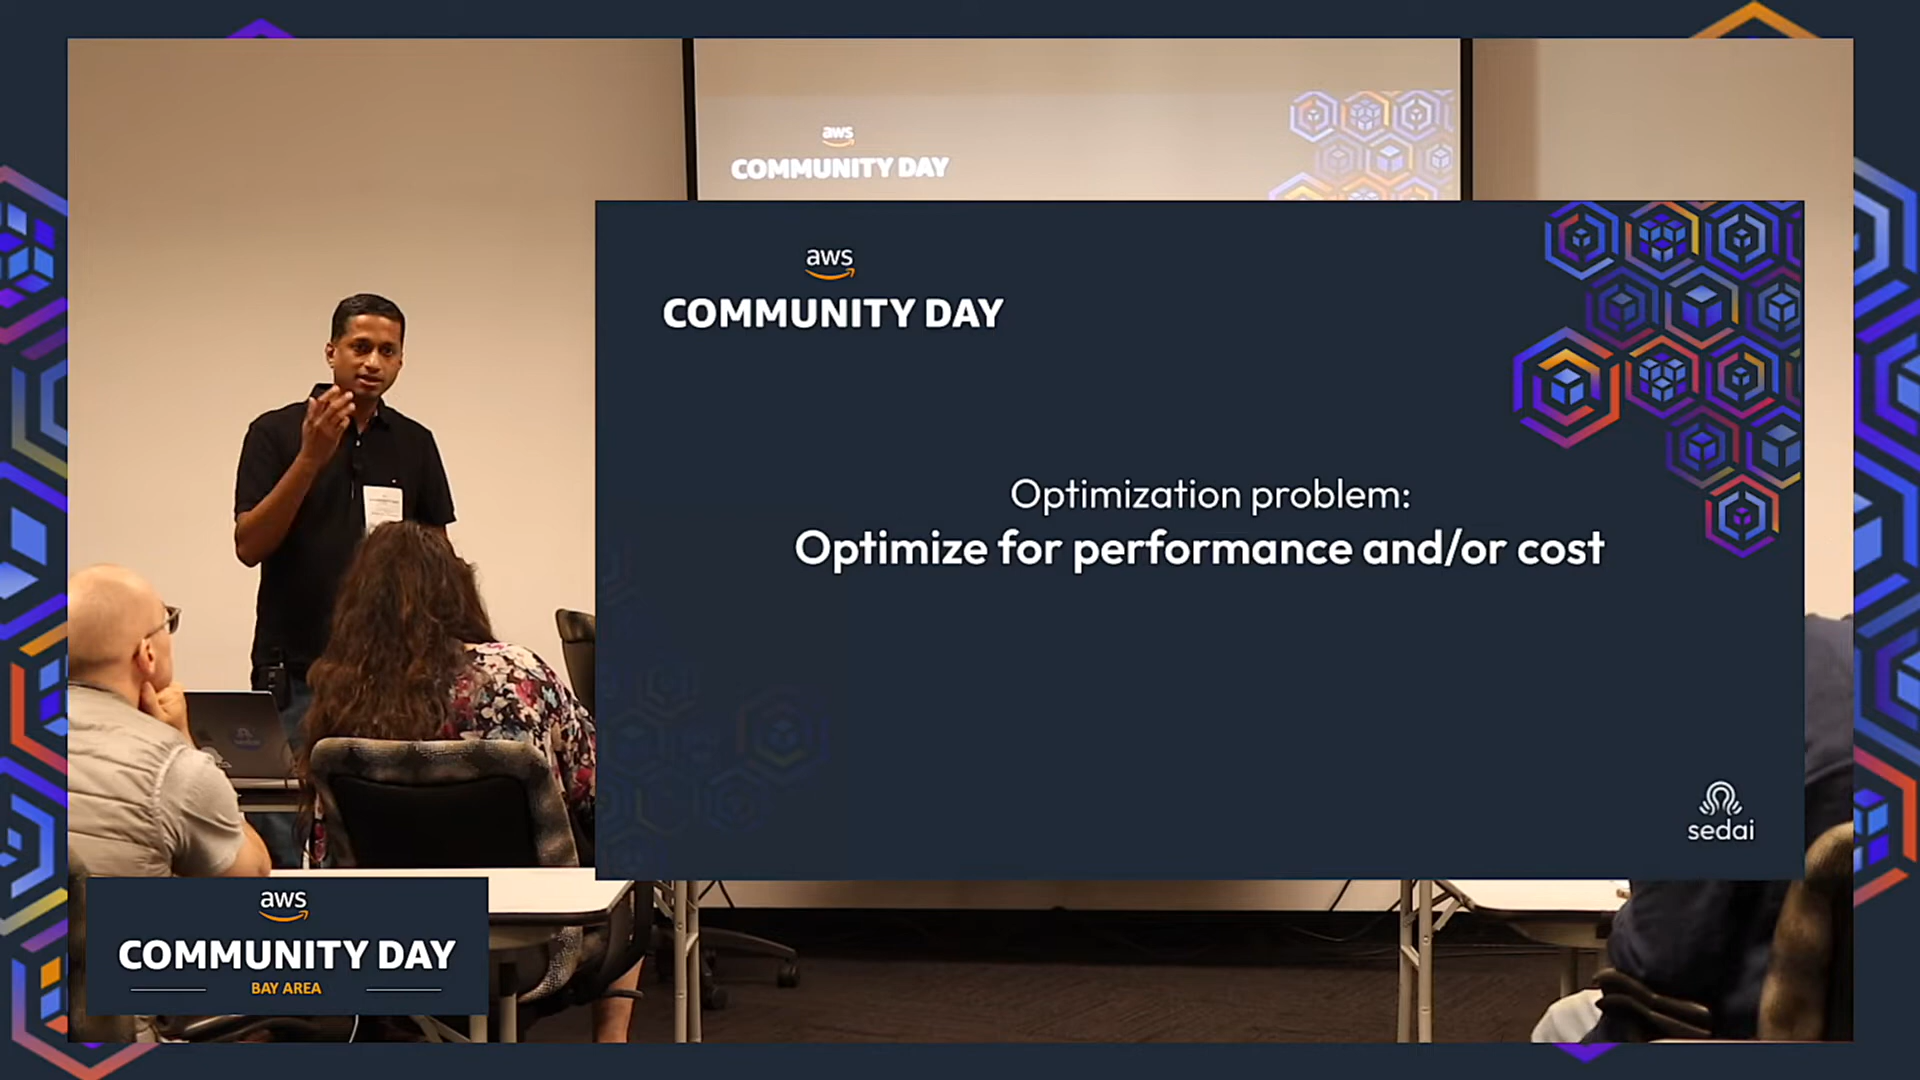 aws
COMMUNITY DAY
aws
COMMUNITY DAY
Optimization problem:
Optimize for performance and/or cost
sedai
aws
COMMUNITY DAY
BAY AREA